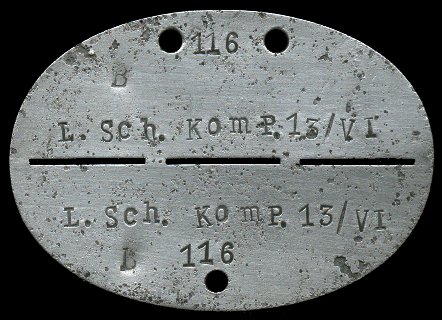 116
B
L. Sch. Komp. 13/VI
L. Sch. Komp. 13/VI
B 116